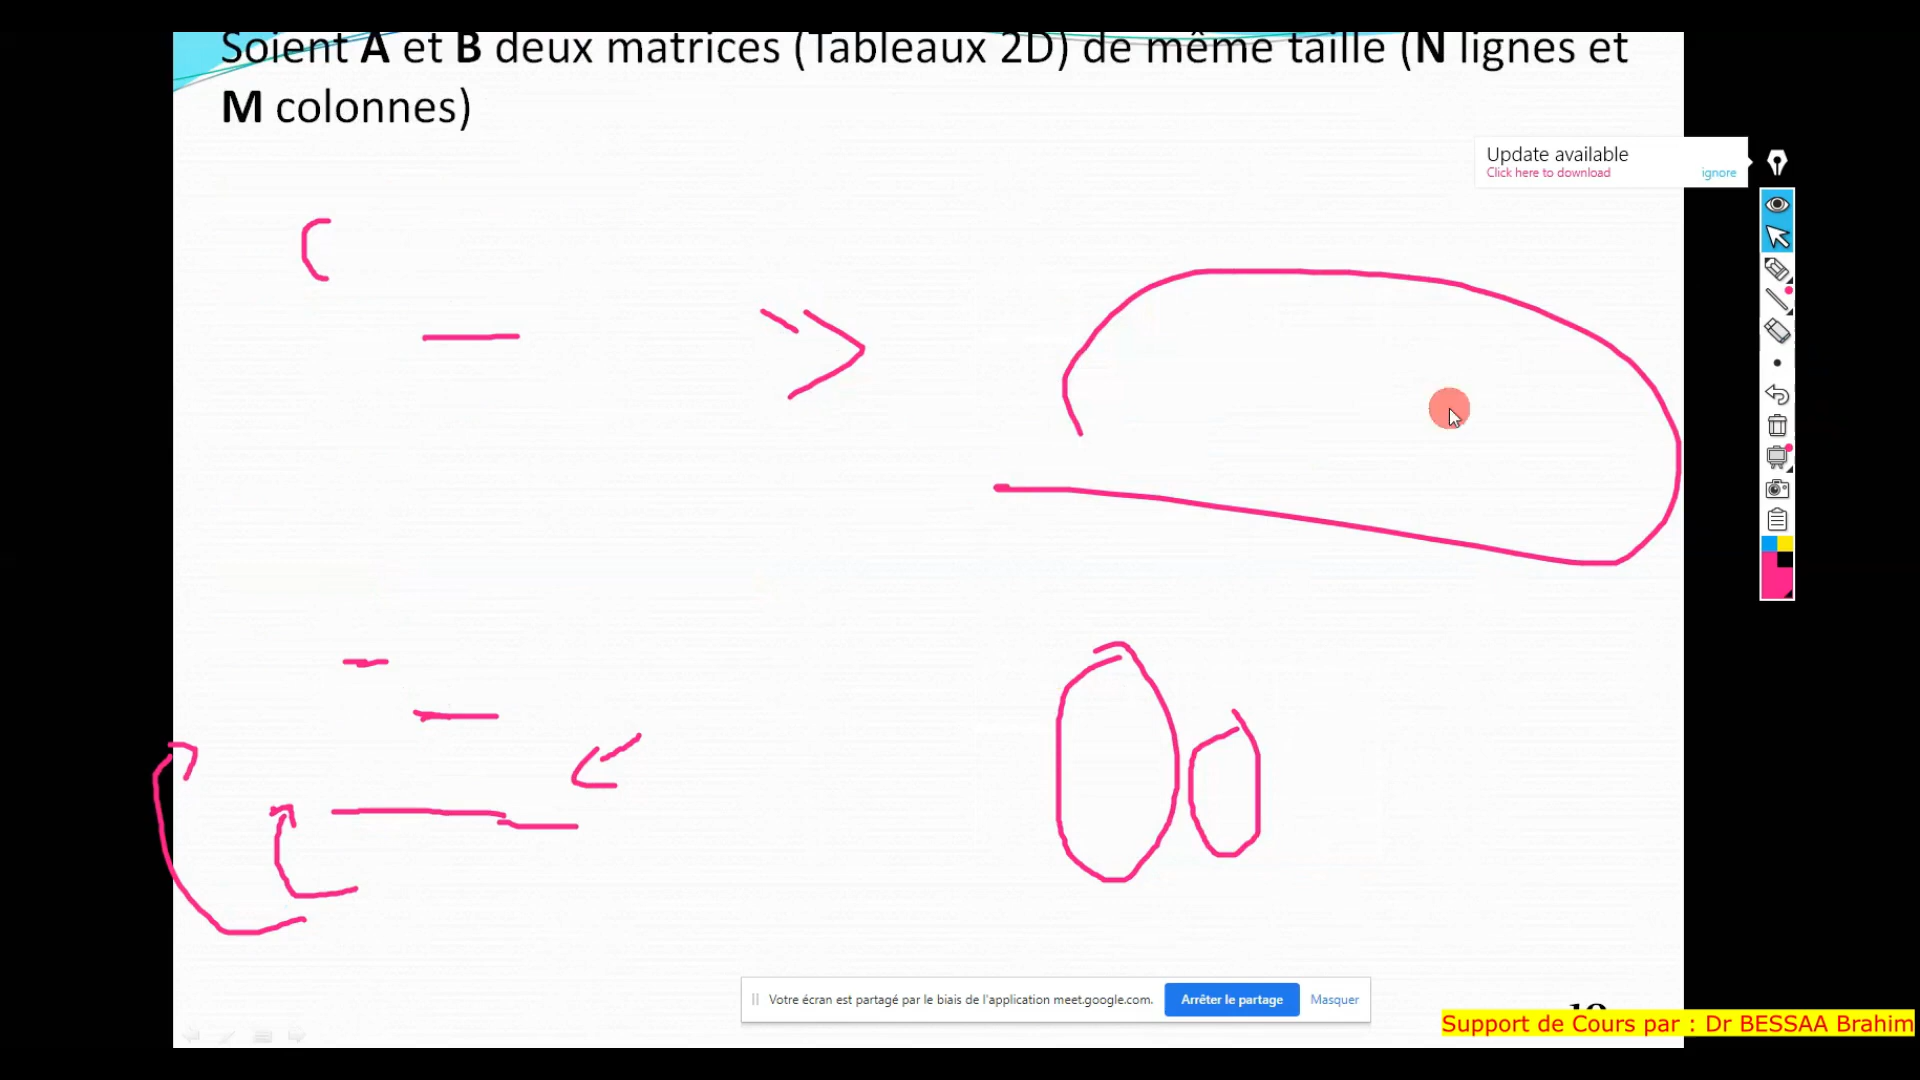 Soient A et B deux matrices (Tableaux 2D) de même taille (N lignes et
M colonnes)
Update available
Click here to download
ignore
Votre écran est partagé par le biais de l'application meet.google.com.
Arrêter le partage
Masquer
Support de Cours par : Dr BESSAA Brahim